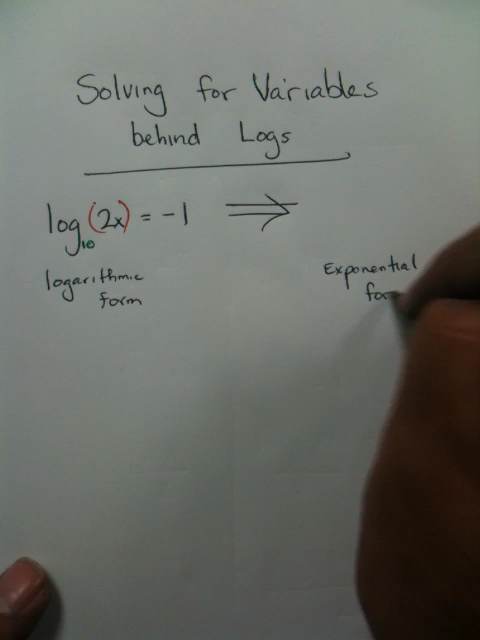 Solving for Variables
behind Logs
log₁₀(2x) = -1 ⇒
logarithmic
form
Exponential